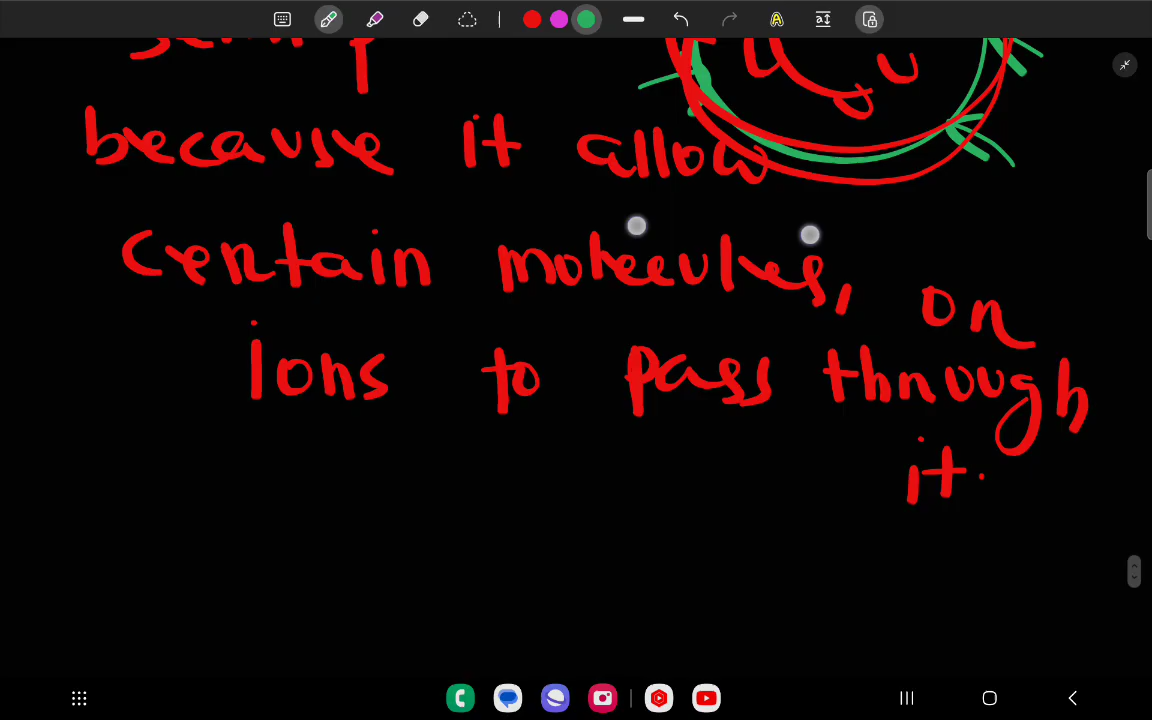 because it allow
certain molecules, or
ions to pass through
it.